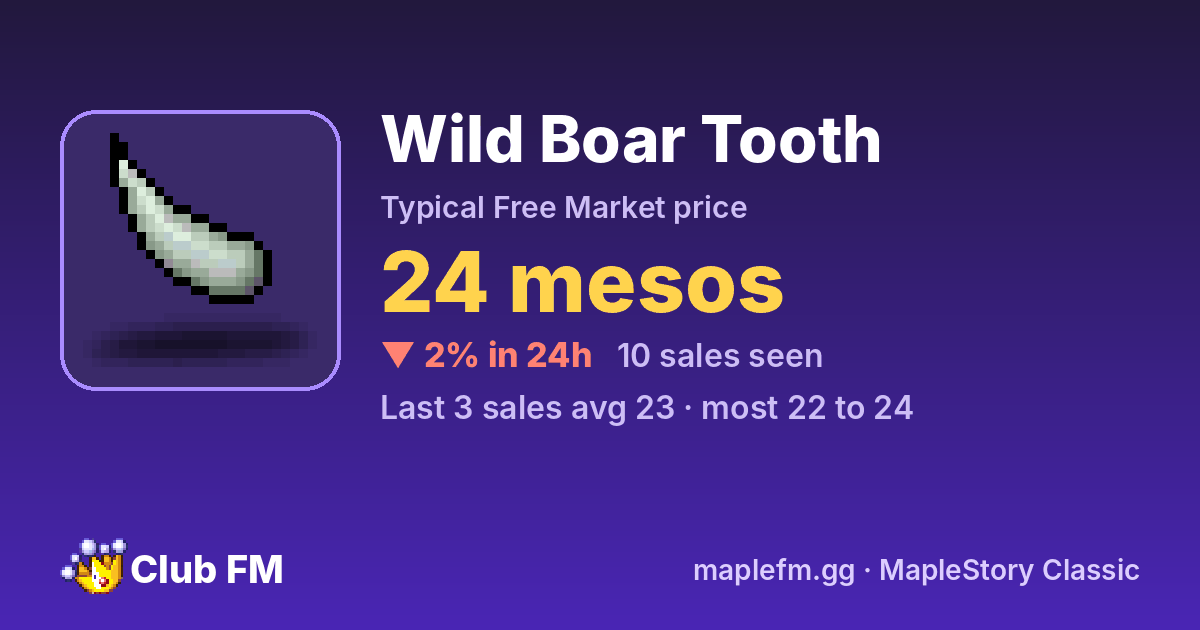 Wild Boar Tooth
Typical Free Market price
24 mesos
▼ 2% in 24h 10 sales seen
Last 3 sales avg 23 · most 22 to 24
Club FM
maplefm.gg · MapleStory Classic